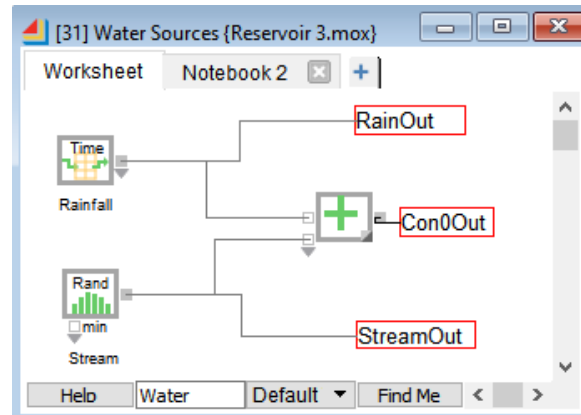 [31] Water Sources {Reservoir 3.mox}
Worksheet
Notebook 2
RainOut
Time
Rainfall
Con0Out
Rand
min
Stream
StreamOut
Help
Water
Default
Find Me